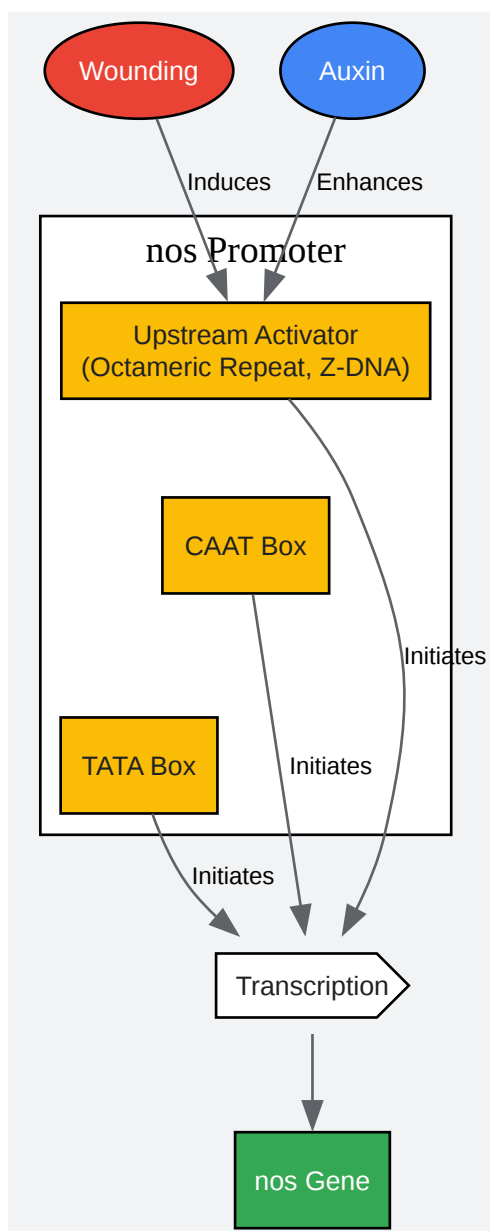 Wounding
Auxin
Induces
Enhances
nos Promoter
Upstream Activator
(Octameric Repeat, Z-DNA)
CAAT Box
Initiates
TATA Box
Initiates
Initiates
Transcription
nos Gene